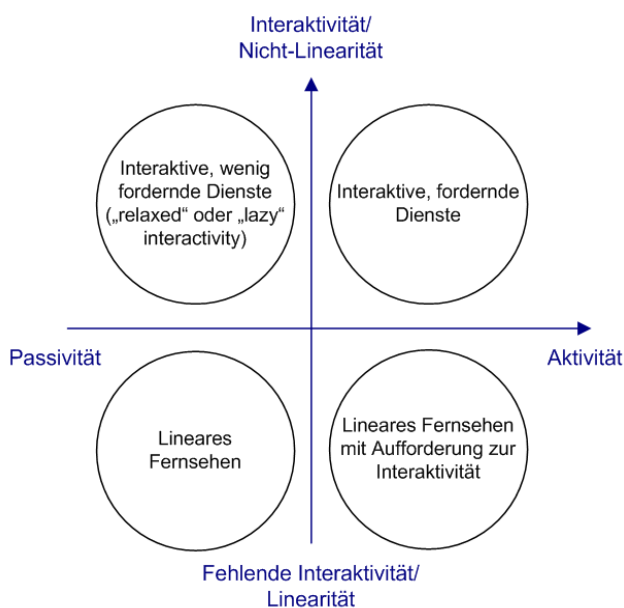 Interaktivität/
Nicht-Linearität
Interaktive, wenig
fordernde Dienste
(„relaxed“ oder „lazy“
interactivity)
Interaktive, fordernde
Dienste
Passivität
Aktivität
Lineares
Fernsehen
Lineares Fernsehen
mit Aufforderung zur
Interaktivität
Fehlende Interaktivität/
Linearität